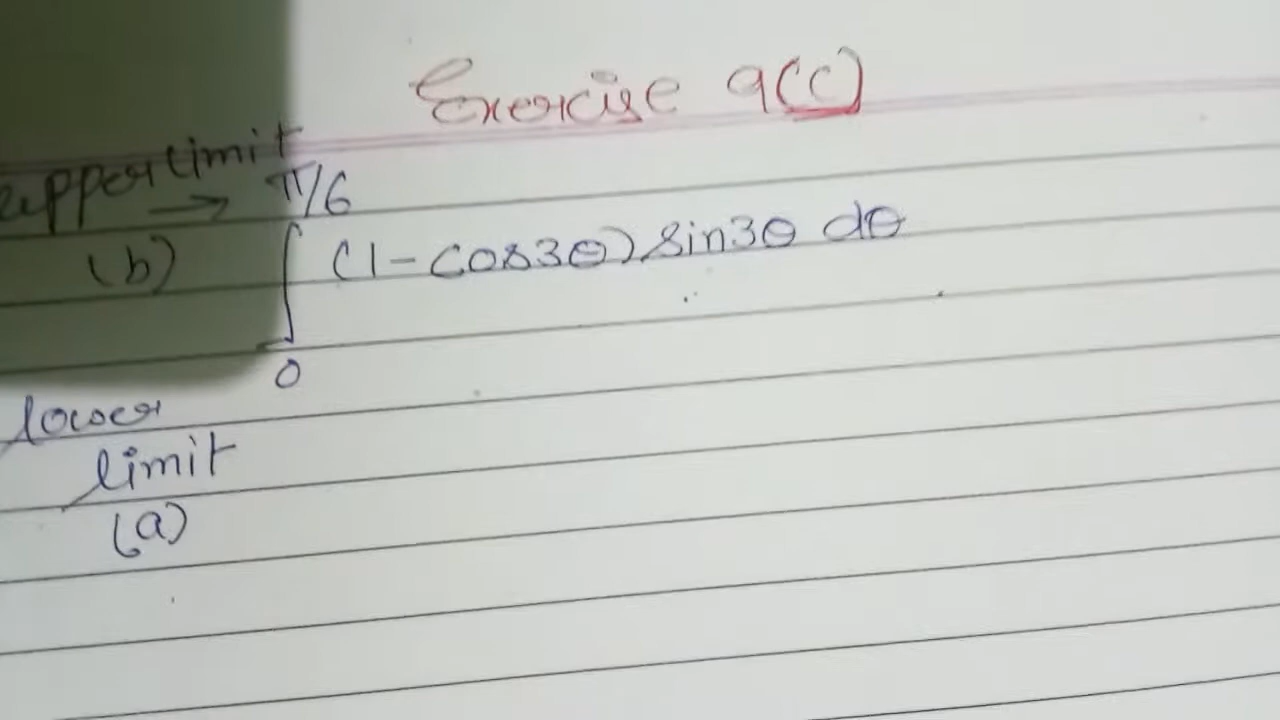 Exercise 9(C)
upper limit
→ π/6
(b) ∫ (1-cos3θ) sin3θ dθ
0
lower
limit
(a)